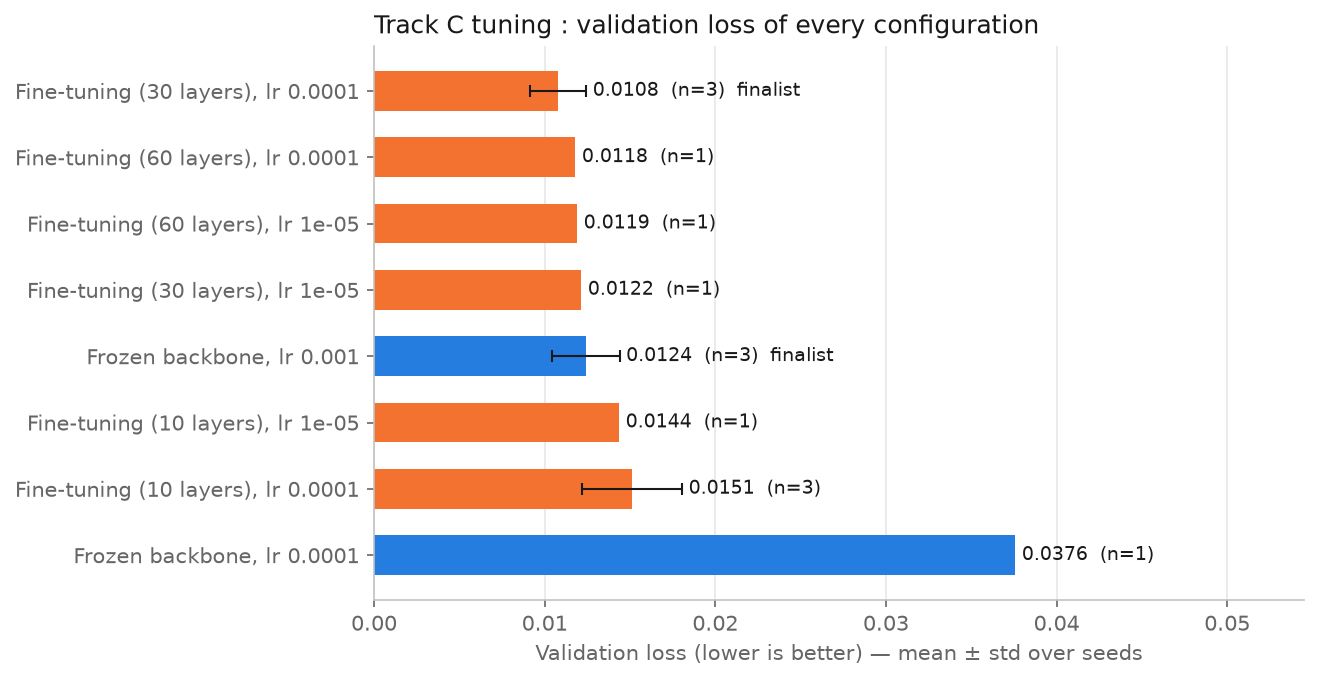 Track C tuning : validation loss of every configuration
Fine-tuning (30 layers), lr 0.0001 0.0108 (n=3) finalist
Fine-tuning (60 layers), lr 0.0001 0.0118 (n=1)
Fine-tuning (60 layers), lr 1e-05 0.0119 (n=1)
Fine-tuning (30 layers), lr 1e-05 0.0122 (n=1)
Frozen backbone, lr 0.001 0.0124 (n=3) finalist
Fine-tuning (10 layers), lr 1e-05 0.0144 (n=1)
Fine-tuning (10 layers), lr 0.0001 0.0151 (n=3)
Frozen backbone, lr 0.0001 0.0376 (n=1)
0.00 0.01 0.02 0.03 0.04 0.05
Validation loss (lower is better) — mean ± std over seeds